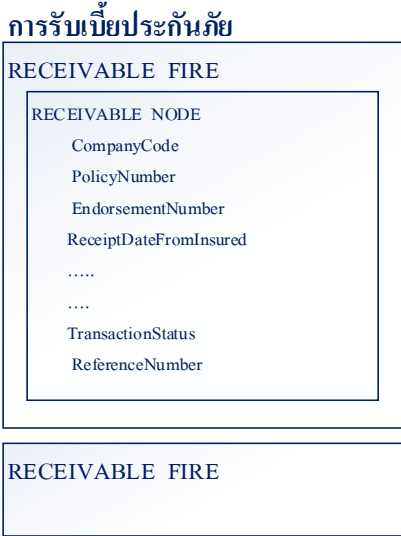 การรับเบี้ยประกันภัย
RECEIVABLE FIRE
RECEIVABLE NODE
CompanyCode
PolicyNumber
EndorsementNumber
ReceiptDateFromInsured
.....
....
TransactionStatus
ReferenceNumber
RECEIVABLE FIRE